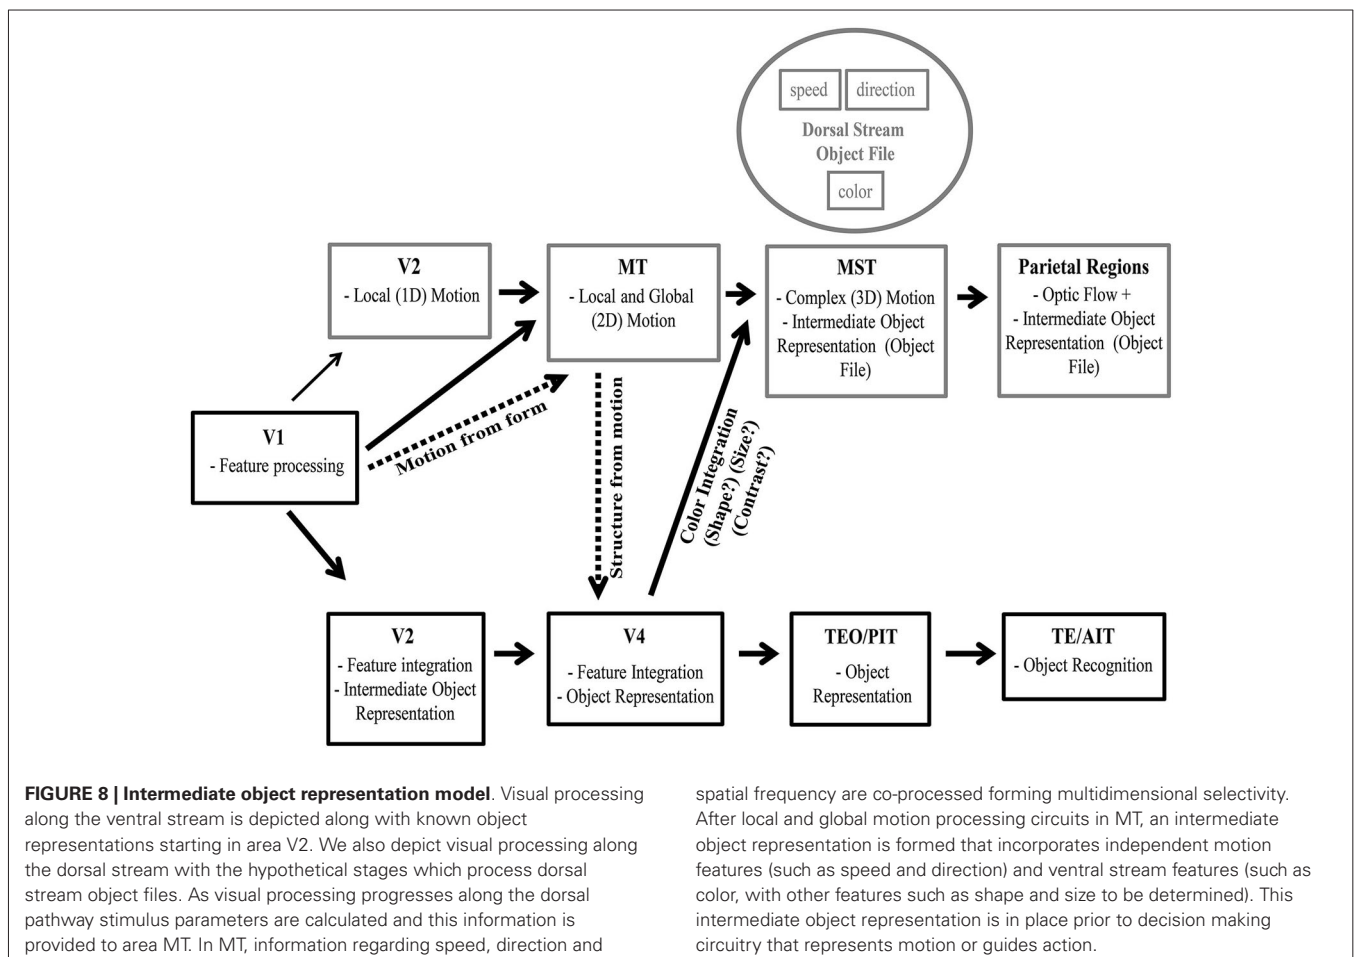 speed
direction
Dorsal Stream
Object File
color
V2
- Local (1D) Motion
MT
- Local and Global
(2D) Motion
MST
- Complex (3D) Motion
- Intermediate Object
Representation (Object
File)
Parietal Regions
- Optic Flow +
- Intermediate Object
Representation (Object
File)
V1
- Feature processing
Motion from form
Structure from motion
Color Integration
(Shape?) (Size?)
(Contrast?)
V2
- Feature integration
- Intermediate Object
Representation
V4
- Feature Integration
- Object Representation
TEO/PIT
- Object
Representation
TE/AIT
- Object Recognition
FIGURE 8 | Intermediate object representation model. Visual processing
along the ventral stream is depicted along with known object
representations starting in area V2. We also depict visual processing along
the dorsal stream with the hypothetical stages which process dorsal
stream object files. As visual processing progresses along the dorsal
pathway stimulus parameters are calculated and this information is
provided to area MT. In MT, information regarding speed, direction and
spatial frequency are co-processed forming multidimensional selectivity.
After local and global motion processing circuits in MT, an intermediate
object representation is formed that incorporates independent motion
features (such as speed and direction) and ventral stream features (such as
color, with other features such as shape and size to be determined). This
intermediate object representation is in place prior to decision making
circuitry that represents motion or guides action.